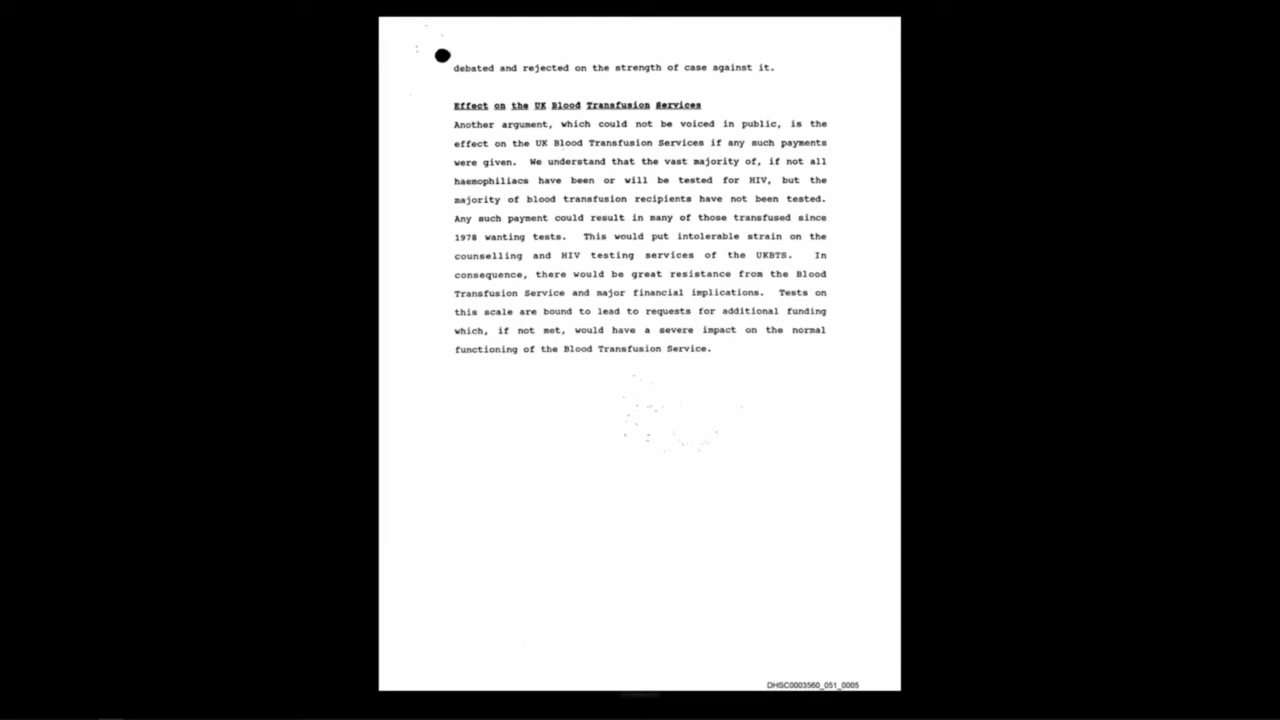 debated and rejected on the strength of case against it.
Effect on the UK Blood Transfusion Services
Another argument, which could not be voiced in public, is the
effect on the UK Blood Transfusion Services if any such payments
were given. We understand that the vast majority of, if not all
haemophiliacs have been or will be tested for HIV, but the
majority of blood transfusion recipients have not been tested.
Any such payment could result in many of those transfused since
1978 wanting tests. This would put intolerable strain on the
counselling and HIV testing services of the UKBTS. In
consequence, there would be great resistance from the Blood
Transfusion Service and major financial implications. Tests on
this scale are bound to lead to requests for additional funding
which, if not met, would have a severe impact on the normal
functioning of the Blood Transfusion Service.
DHSC0003560_051_0005